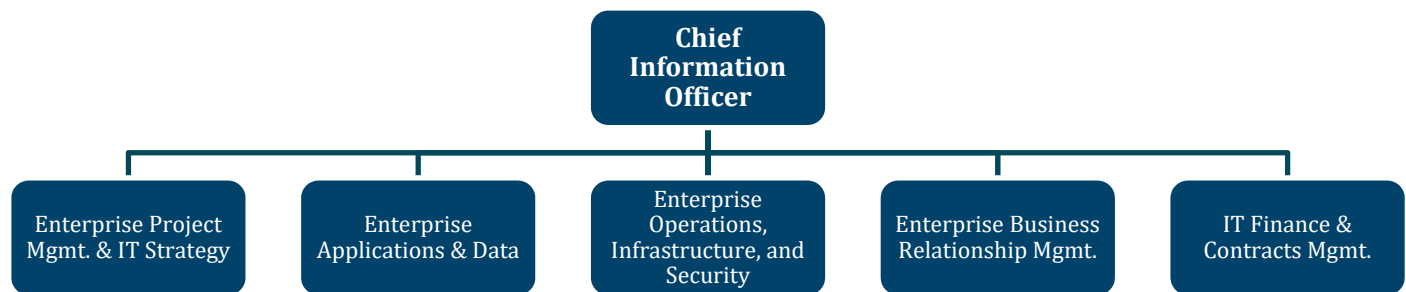 Chief
Information
Officer
Enterprise Project
Mgmt. & IT Strategy
Enterprise
Applications & Data
Enterprise
Operations,
Infrastructure, and
Security
Enterprise Business
Relationship Mgmt.
IT Finance &
Contracts Mgmt.